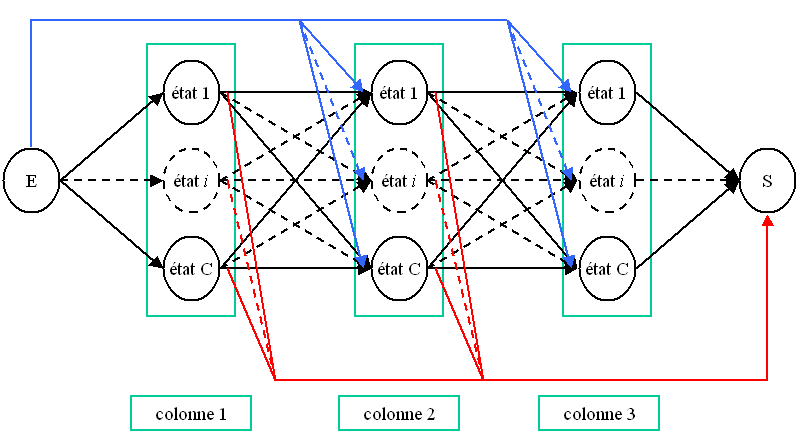 état 1
état 1
état 1
E
état i
état i
état i
S
état C
état C
état C
colonne 1
colonne 2
colonne 3